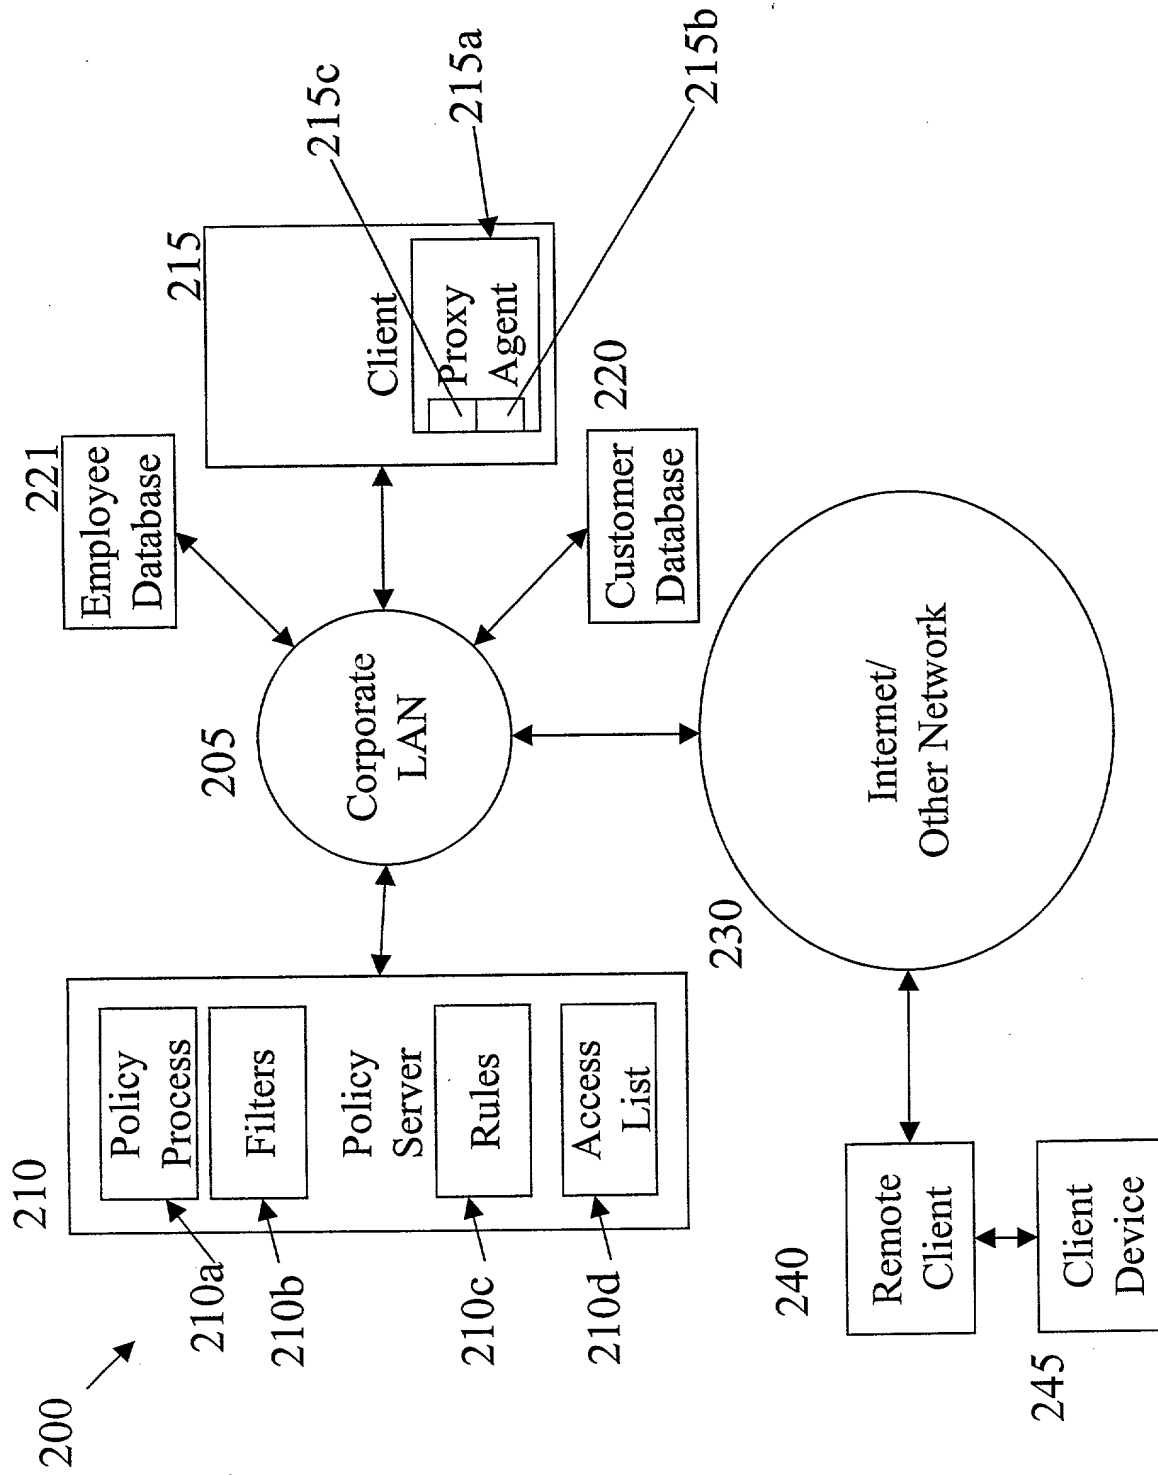 200
210
Policy
Process
Filters
Policy
Server
Rules
Access
List
210a
210b
210c
210d
205
Corporate
LAN
221
Employee
Database
215
Client
Proxy
Agent
215c
215a
215b
220
Customer
Database
230
Internet/
Other Network
240
Remote
Client
245
Client
Device